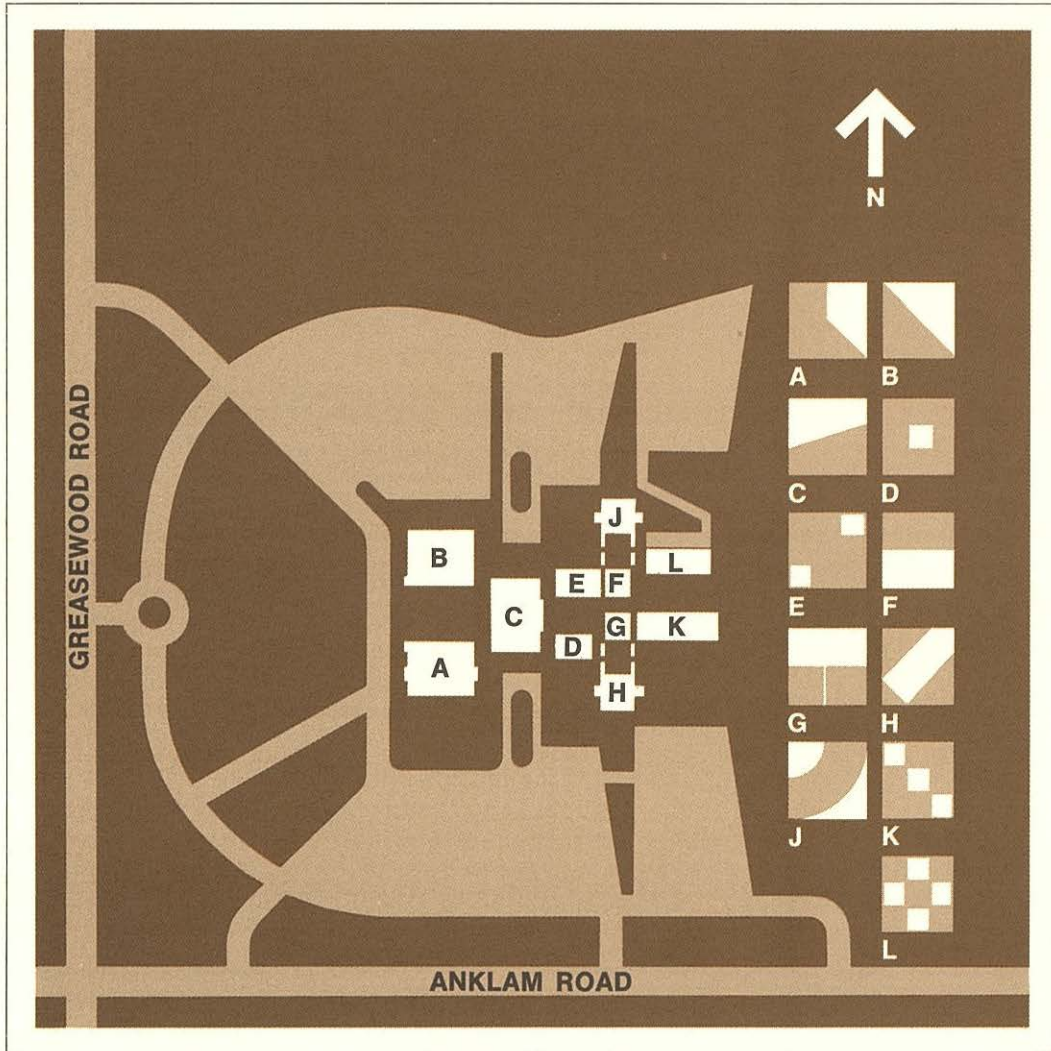 N
GREASEWOOD ROAD
A B
C D
E F
G H
J K
L
J
B
L
E F
C
G K
D
A
H
ANKLAM ROAD